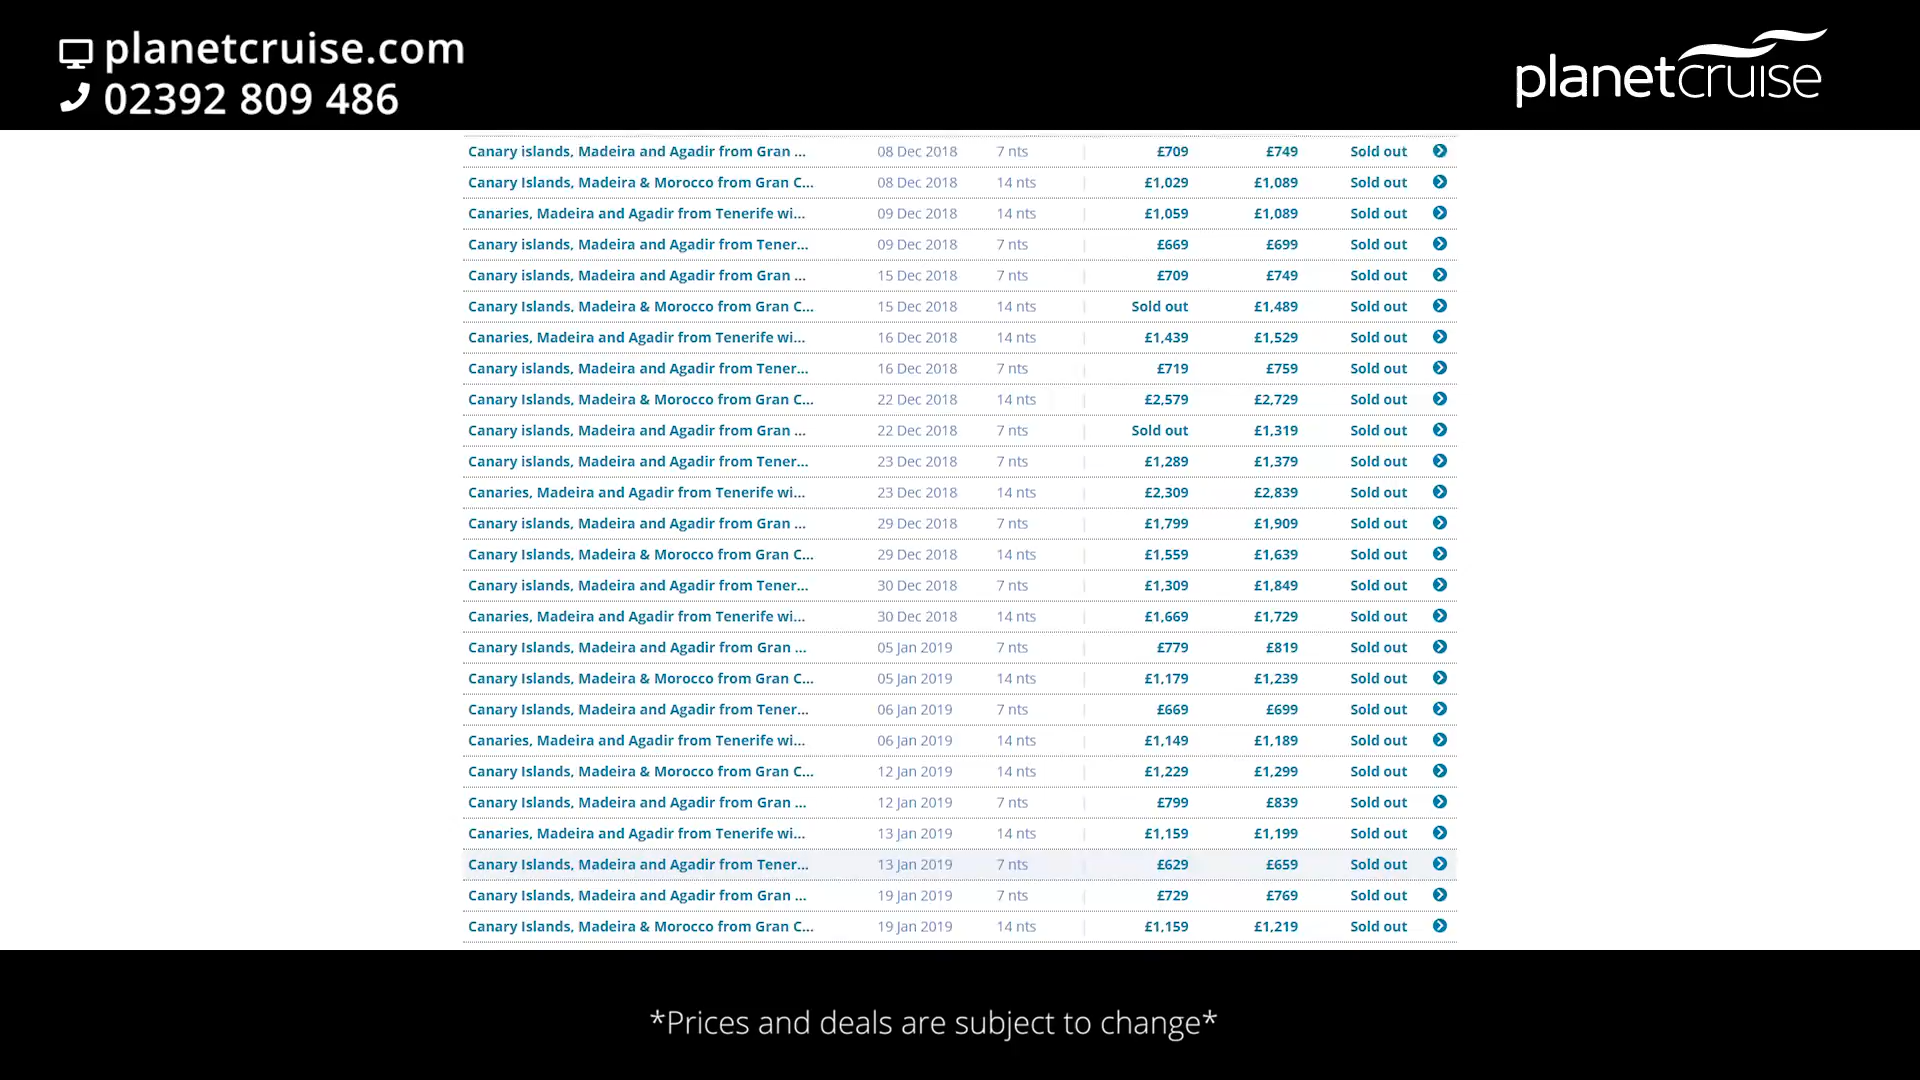 planetcruise.com
02392 809 486
planetcruise
Canary islands, Madeira and Agadir from Gran ... 08 Dec 2018 7 nts £709 £749 Sold out
Canary Islands, Madeira & Morocco from Gran C... 08 Dec 2018 14 nts £1,029 £1,089 Sold out
Canaries, Madeira and Agadir from Tenerife wi... 09 Dec 2018 14 nts £1,059 £1,089 Sold out
Canary islands, Madeira and Agadir from Tener... 09 Dec 2018 7 nts £669 £699 Sold out
Canary islands, Madeira and Agadir from Gran ... 15 Dec 2018 7 nts £709 £749 Sold out
Canary Islands, Madeira & Morocco from Gran C... 15 Dec 2018 14 nts Sold out £1,489 Sold out
Canaries, Madeira and Agadir from Tenerife wi... 16 Dec 2018 14 nts £1,439 £1,529 Sold out
Canary islands, Madeira and Agadir from Tener... 16 Dec 2018 7 nts £719 £759 Sold out
Canary Islands, Madeira & Morocco from Gran C... 22 Dec 2018 14 nts £2,579 £2,729 Sold out
Canary islands, Madeira and Agadir from Gran ... 22 Dec 2018 7 nts Sold out £1,319 Sold out
Canary islands, Madeira and Agadir from Tener... 23 Dec 2018 7 nts £1,289 £1,379 Sold out
Canaries, Madeira and Agadir from Tenerife wi... 23 Dec 2018 14 nts £2,309 £2,839 Sold out
Canary islands, Madeira and Agadir from Gran ... 29 Dec 2018 7 nts £1,799 £1,909 Sold out
Canary Islands, Madeira & Morocco from Gran C... 29 Dec 2018 14 nts £1,559 £1,639 Sold out
Canary islands, Madeira and Agadir from Tener... 30 Dec 2018 7 nts £1,309 £1,849 Sold out
Canaries, Madeira and Agadir from Tenerife wi... 30 Dec 2018 14 nts £1,669 £1,729 Sold out
Canary Islands, Madeira and Agadir from Gran ... 05 Jan 2019 7 nts £779 £819 Sold out
Canary Islands, Madeira & Morocco from Gran C... 05 Jan 2019 14 nts £1,179 £1,239 Sold out
Canary Islands, Madeira and Agadir from Tener... 06 Jan 2019 7 nts £669 £699 Sold out
Canaries, Madeira and Agadir from Tenerife wi... 06 Jan 2019 14 nts £1,149 £1,189 Sold out
Canary Islands, Madeira & Morocco from Gran C... 12 Jan 2019 14 nts £1,229 £1,299 Sold out
Canary Islands, Madeira and Agadir from Gran ... 12 Jan 2019 7 nts £799 £839 Sold out
Canaries, Madeira and Agadir from Tenerife wi... 13 Jan 2019 14 nts £1,159 £1,199 Sold out
Canary Islands, Madeira and Agadir from Tener... 13 Jan 2019 7 nts £629 £659 Sold out
Canary Islands, Madeira and Agadir from Gran ... 19 Jan 2019 7 nts £729 £769 Sold out
Canary Islands, Madeira & Morocco from Gran C... 19 Jan 2019 14 nts £1,159 £1,219 Sold out
*Prices and deals are subject to change*